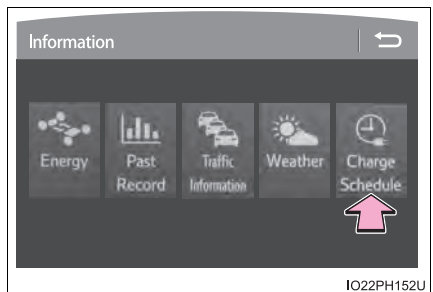 Information
Energy
Past
Record
Traffic
Information
Weather
Charge
Schedule
IO22PH152U